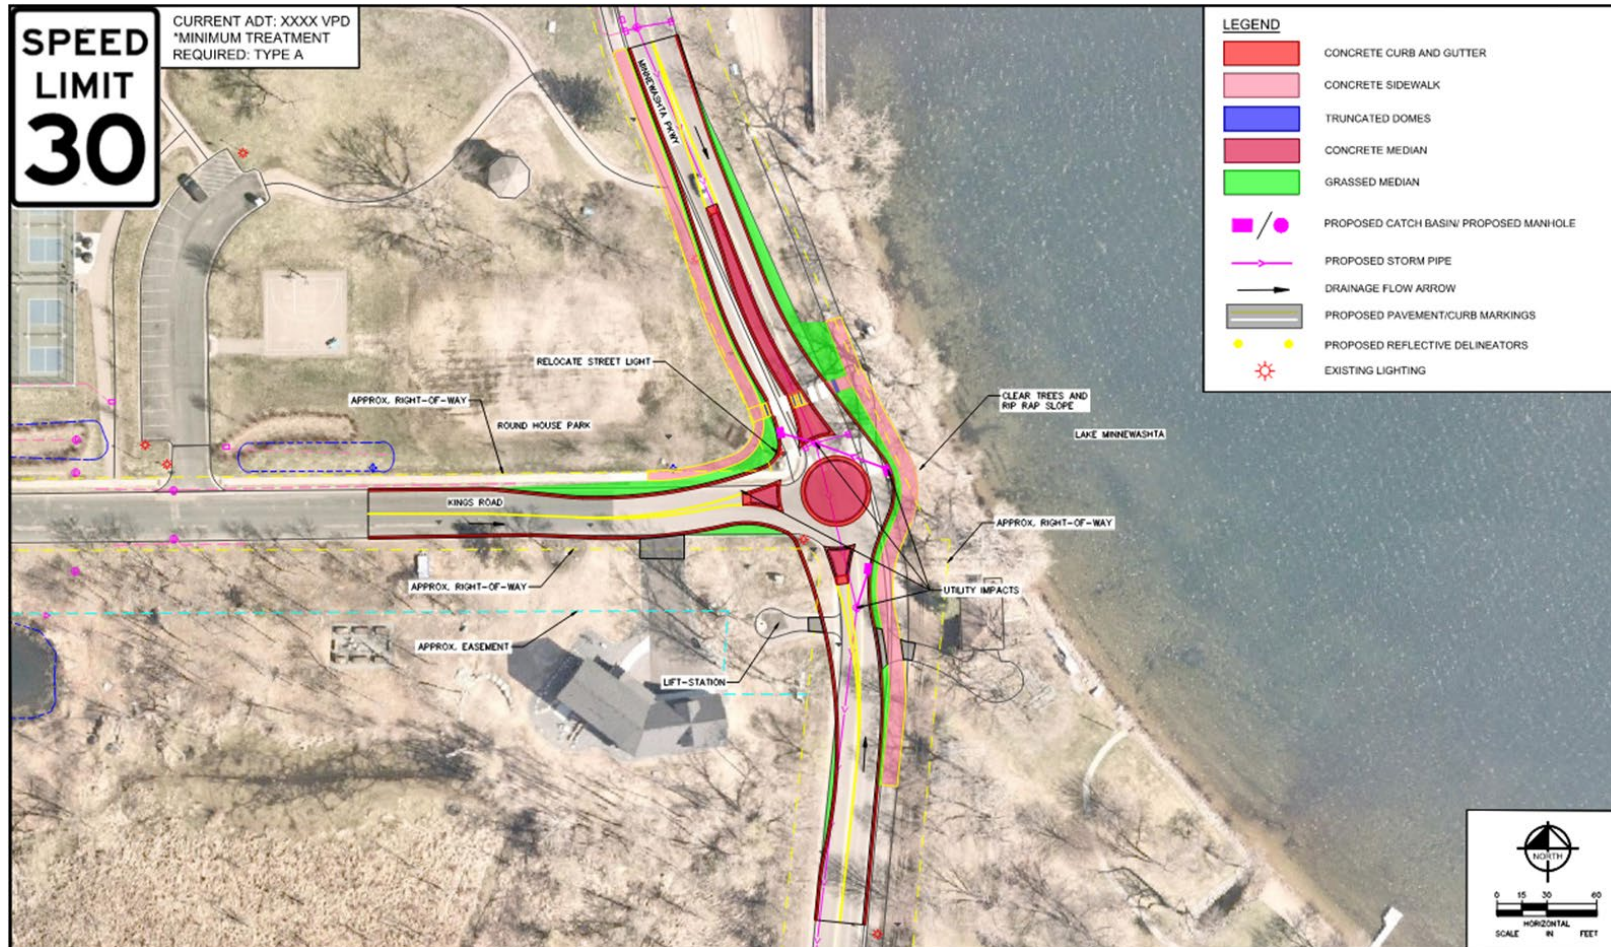 SPEED
LIMIT
30
CURRENT ADT: XXXX VPD
*MINIMUM TREATMENT
REQUIRED: TYPE A
LEGEND
CONCRETE CURB AND GUTTER
CONCRETE SIDEWALK
TRUNCATED DOMES
CONCRETE MEDIAN
GRASSED MEDIAN
PROPOSED CATCH BASIN/ PROPOSED MANHOLE
PROPOSED STORM PIPE
DRAINAGE FLOW ARROW
PROPOSED PAVEMENT/CURB MARKINGS
PROPOSED REFLECTIVE DELINEATORS
EXISTING LIGHTING
MINNEWASHTA PKWY
RELOCATE STREET LIGHT
APPROX. RIGHT-OF-WAY
ROUND HOUSE PARK
CLEAR TREES AND
RIP RAP SLOPE
LAKE MINNEWASHTA
KINGS ROAD
APPROX. RIGHT-OF-WAY
APPROX. RIGHT-OF-WAY
UTILITY IMPACTS
APPROX. EASEMENT
LIFT-STATION
NORTH
0 15 30 60
HORIZONTAL
SCALE IN FEET